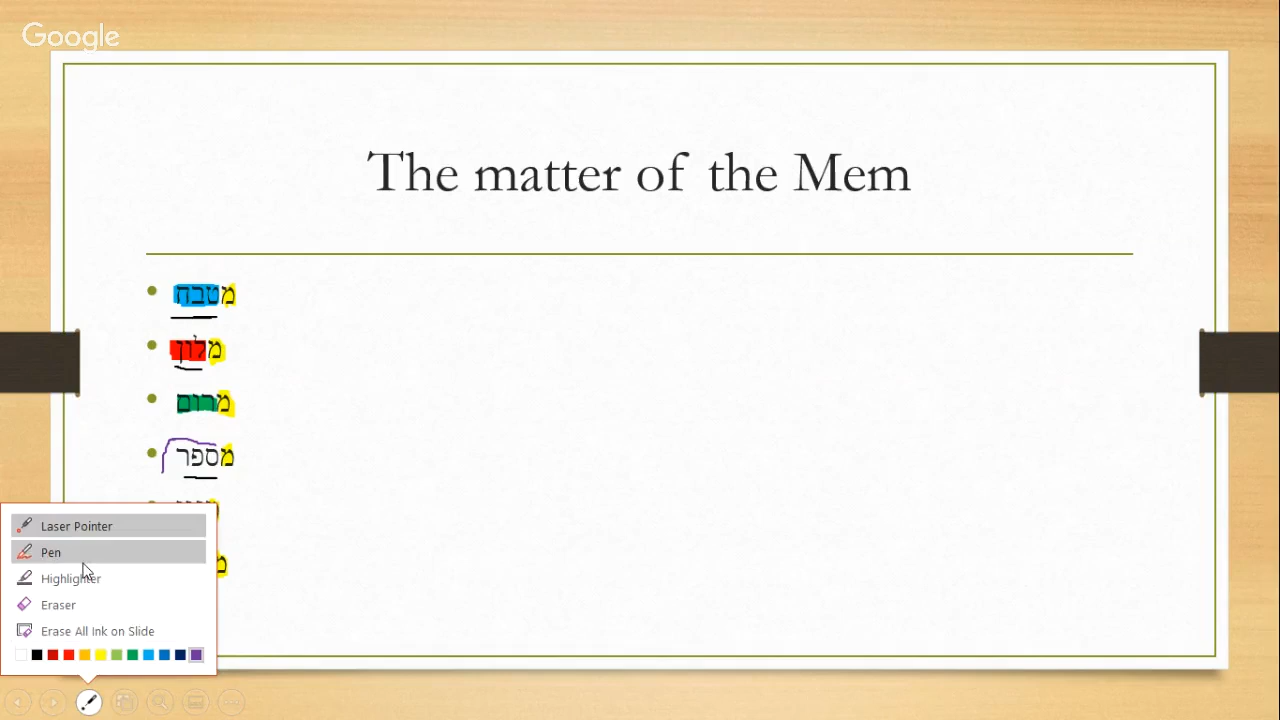 Google
The matter of the Mem
מטבח
מלון
מרום
מספר
Laser Pointer
Pen
Highlighter
Eraser
Erase All Ink on Slide